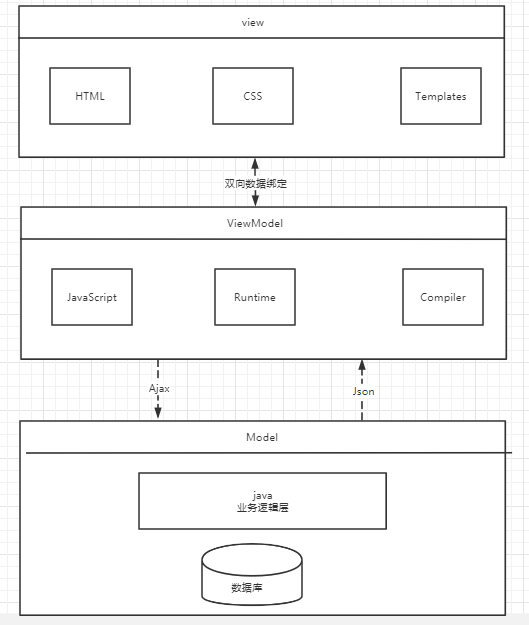 view
HTML
CSS
Templates
双向数据绑定
ViewModel
JavaScript
Runtime
Compiler
Ajax
Json
Model
java
业务逻辑层
数据库